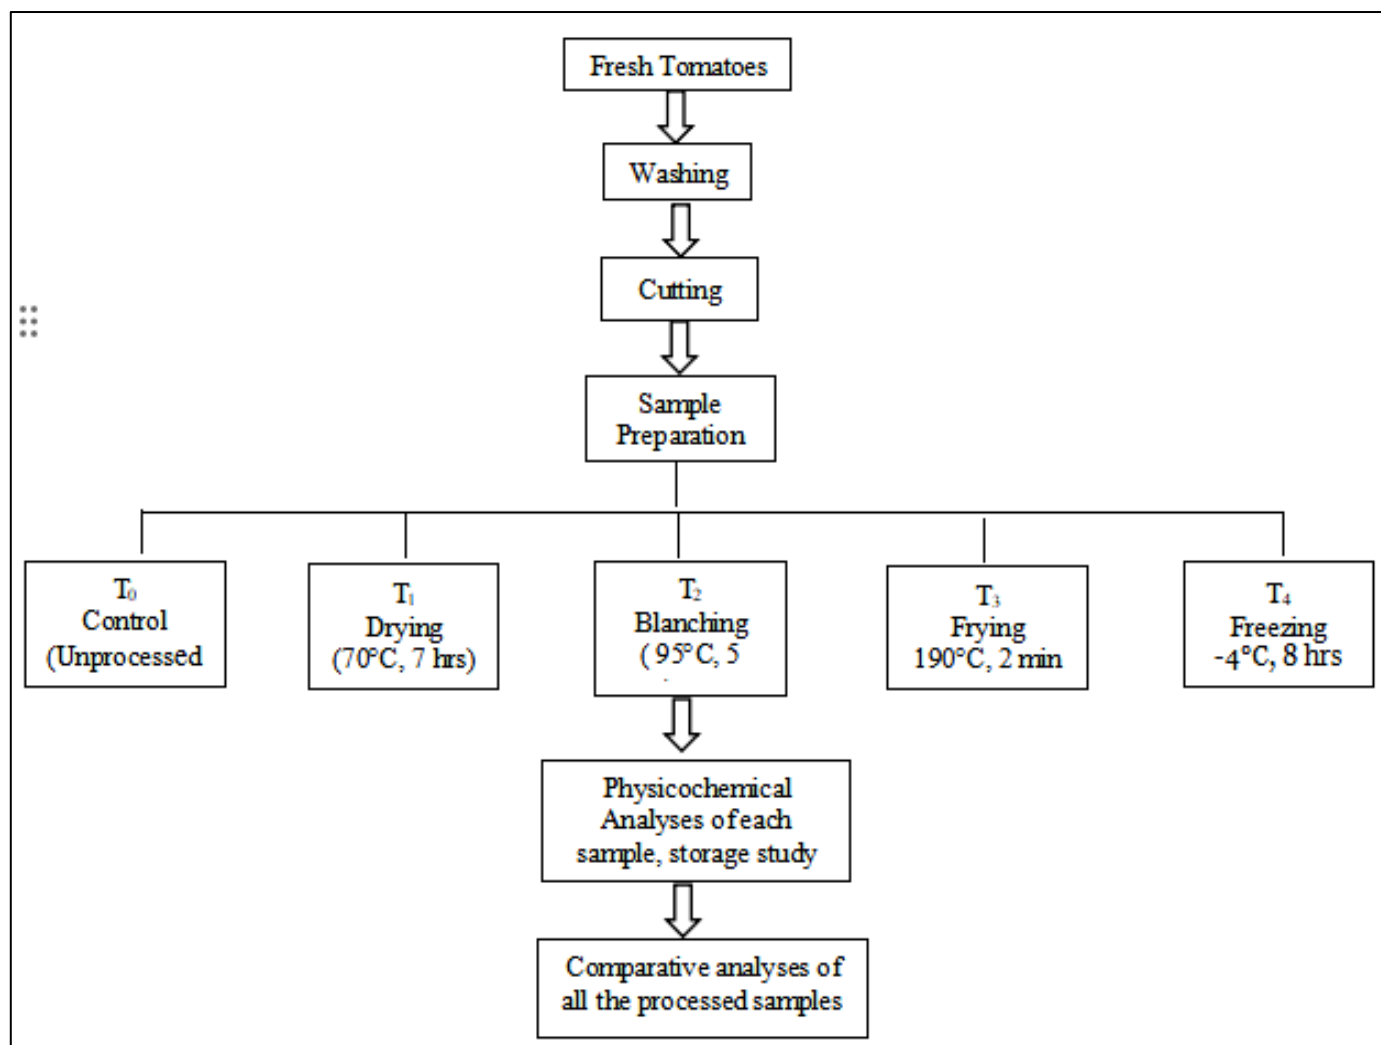 Fresh Tomatoes
Washing
Cutting
Sample
Preparation
T₀
Control
(Unprocessed
T₁
Drying
(70°C, 7 hrs)
T₂
Blanching
( 95°C, 5
T₃
Frying
190°C, 2 min
T₄
Freezing
-4°C, 8 hrs
Physicochemical
Analyses of each
sample, storage study
Comparative analyses of
all the processed samples